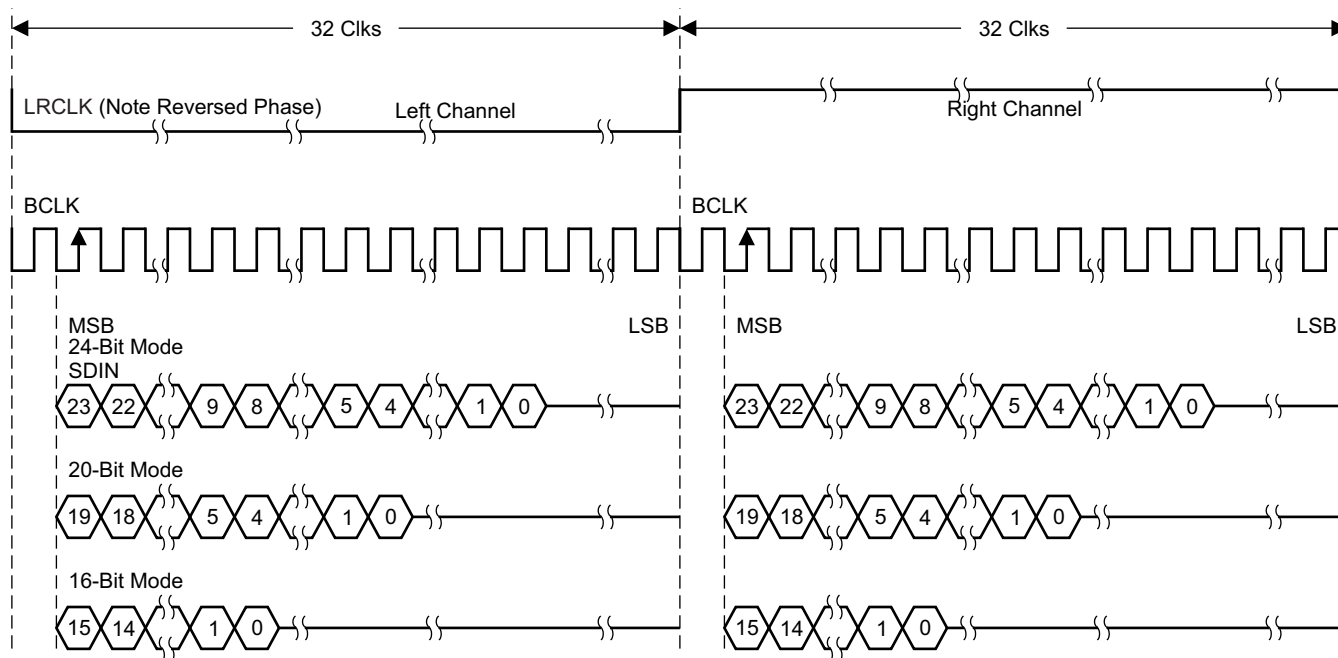 32 Clks 32 Clks
LRCLK (Note Reversed Phase) Left Channel Right Channel
BCLK BCLK
MSB LSB MSB LSB
24-Bit Mode
SDIN
23 22 9 8 5 4 1 0 23 22 9 8 5 4 1 0
20-Bit Mode
19 18 5 4 1 0 19 18 5 4 1 0
16-Bit Mode
15 14 1 0 15 14 1 0